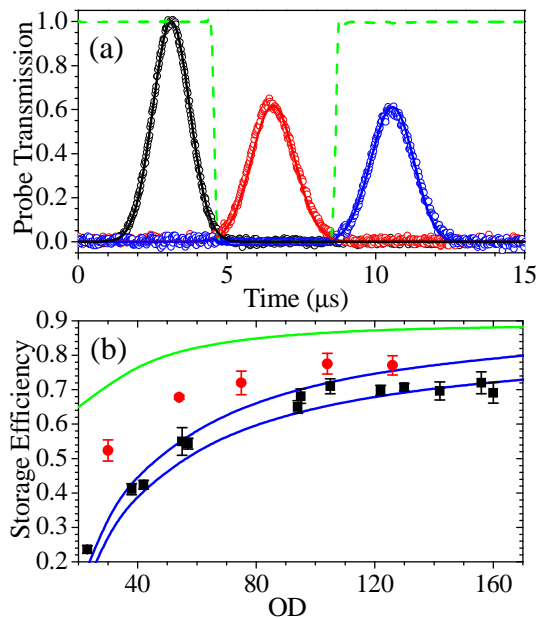 (a)
Probe Transmission
1.0
0.8
0.6
0.4
0.2
0.0
0 5 10 15
Time (μs)
(b)
Storage Efficiency
0.9
0.8
0.7
0.6
0.5
0.4
0.3
0.2
40 80 120 160
OD